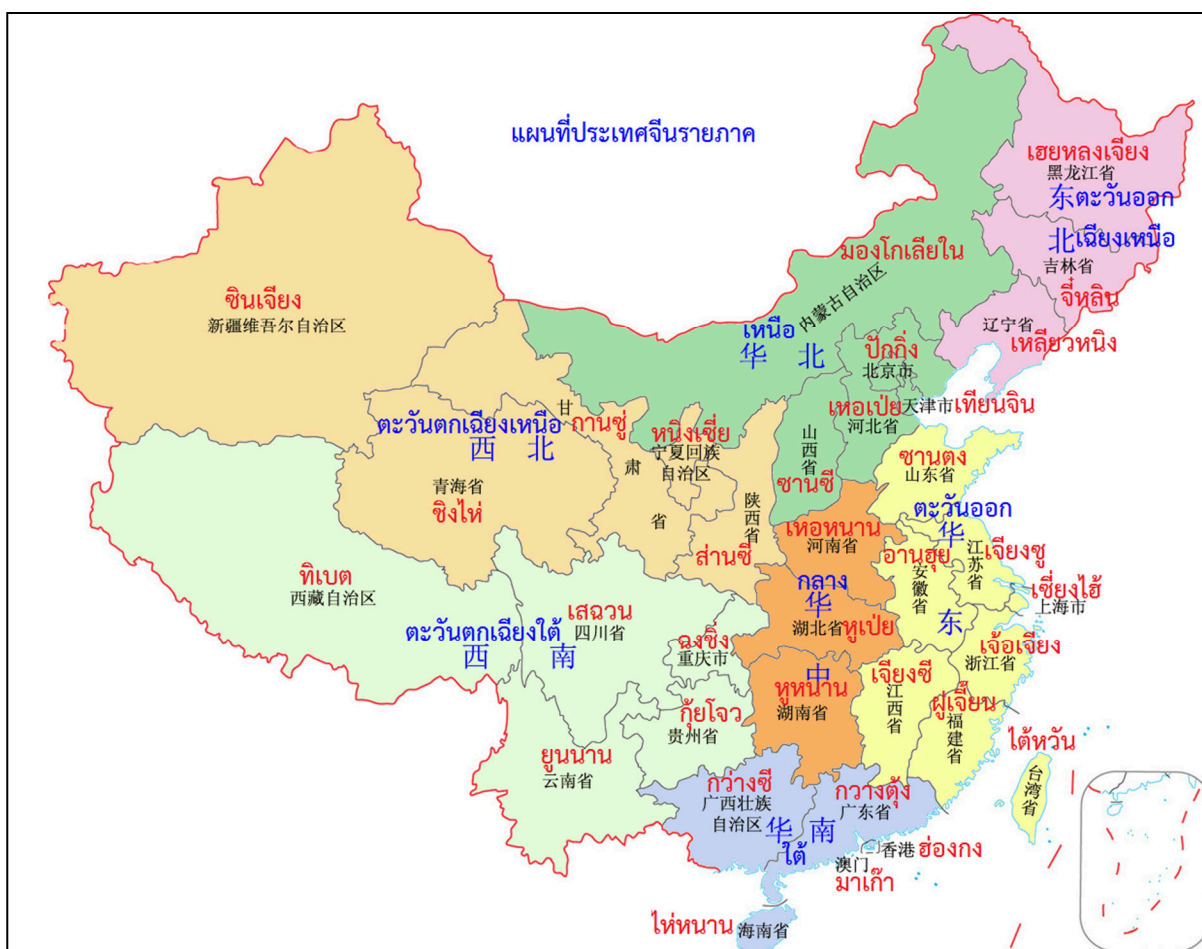 แผนที่ประเทศจีนรายภาค
เฮยหลงเจียง
黑龙江省
东ตะวันออก
北เฉียงเหนือ
吉林省
จี๋หลิน
辽宁省
เหลียวหนิง
มองโกเลียใน
内蒙古自治区
เหนือ
华 北
ปักกิ่ง
北京市
天津市เทียนจิน
เหอเป่ย
河北省
山西省
ซานซี
ซินเจียง
新疆维吾尔自治区
ตะวันตกเฉียงเหนือ
西 北
甘
肃
省
กานซู่
หนิงเซี่ย
宁夏回族
自治区
青海省
ชิงไห่
陕西省
ส่านซี
ซานตง
山东省
ตะวันออก
华
东
เจียงซู
江苏省
อานฮุย
安徽省
เซี่ยงไฮ้
上海市
เจ้อเจียง
浙江省
เจียงซี
江西省
ฝูเจี้ยน
福建省
ไต้หวัน
台湾省
เหอหนาน
河南省
กลาง
华
中
湖北省
หูเป่ย
หูหนาน
湖南省
ทิเบต
西藏自治区
ตะวันตกเฉียงใต้
西 南
เสฉวน
四川省
ฉงชิ่ง
重庆市
กุ้ยโจว
贵州省
ยูนนาน
云南省
กว่างซี
广西壮族
自治区
กวางตุ้ง
广东省
华 南
ใต้
香港ฮ่องกง
澳门
มาเก๊า
ไห่หนาน
海南省